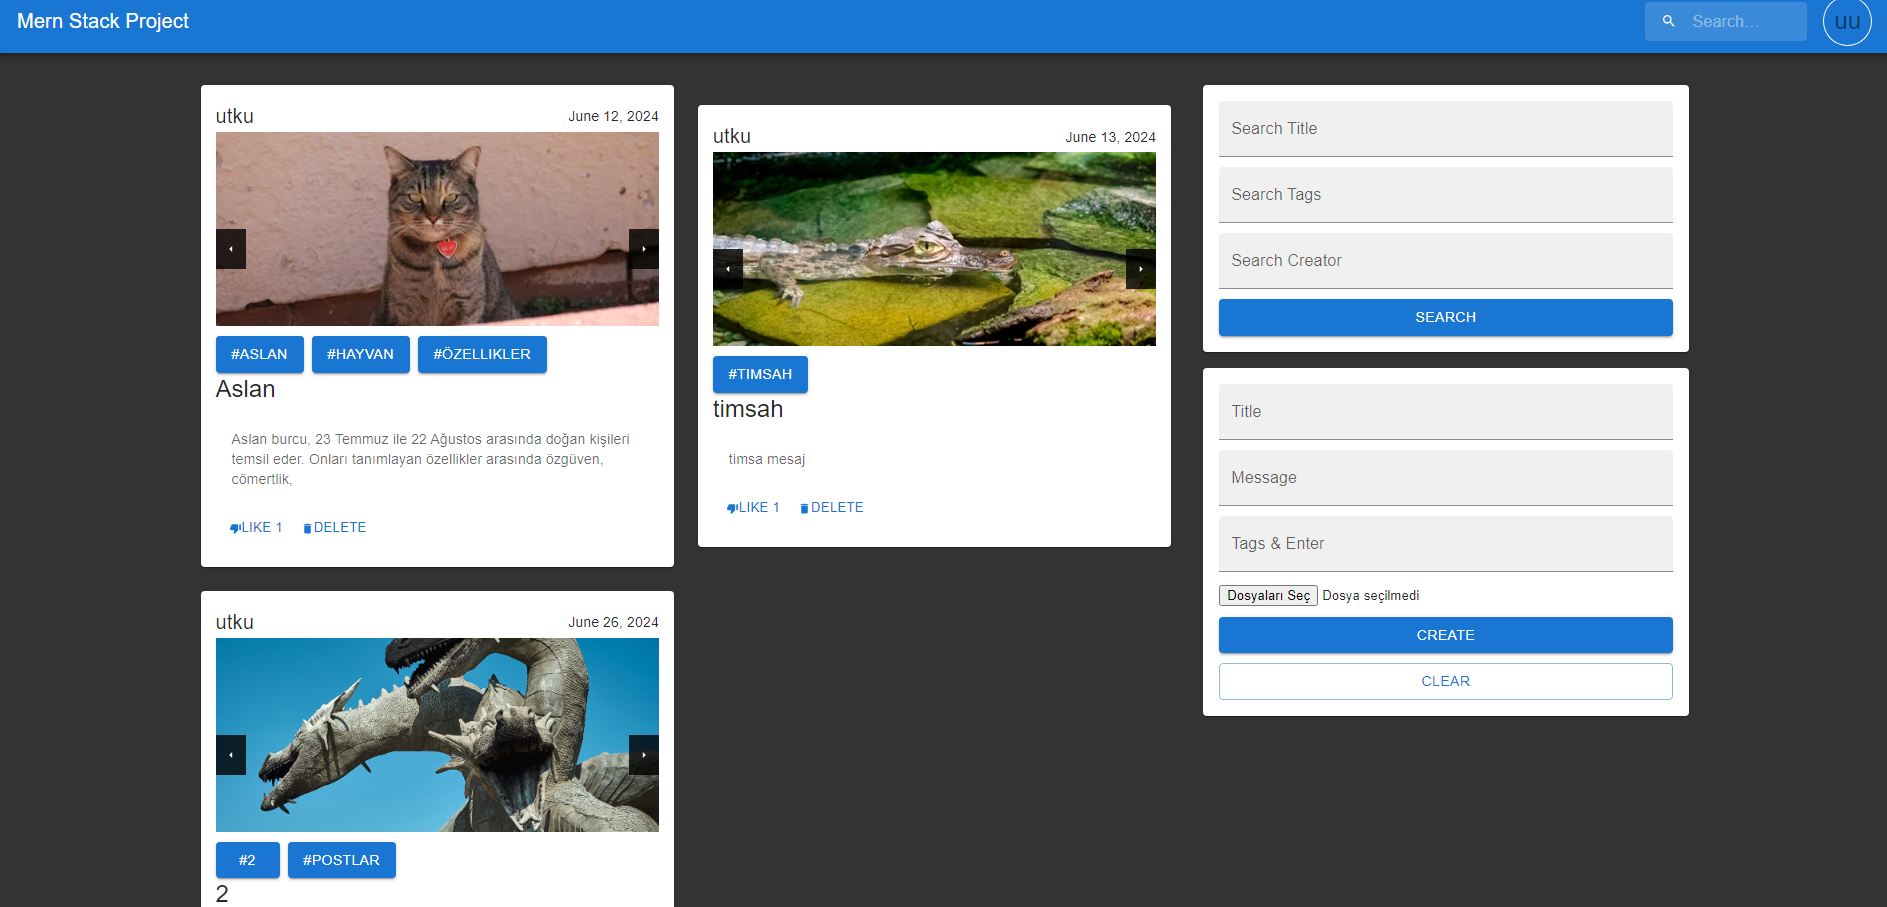 Mern Stack Project
Search...
uu
utku
June 12, 2024
#ASLAN
#HAYVAN
#ÖZELLIKLER
Aslan
Aslan burcu, 23 Temmuz ile 22 Ağustos arasında doğan kişileri
temsil eder. Onları tanımlayan özellikler arasında özgüven,
cömertlik,
LIKE 1
DELETE
utku
June 26, 2024
#2
#POSTLAR
2
utku
June 13, 2024
#TIMSAH
timsah
timsa mesaj
LIKE 1
DELETE
Search Title
Search Tags
Search Creator
SEARCH
Title
Message
Tags & Enter
Dosyaları Seç Dosya seçilmedi
CREATE
CLEAR